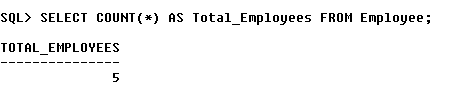 SQL> SELECT COUNT(*) AS Total_Employees FROM Employee;
TOTAL_EMPLOYEES
---------------
5